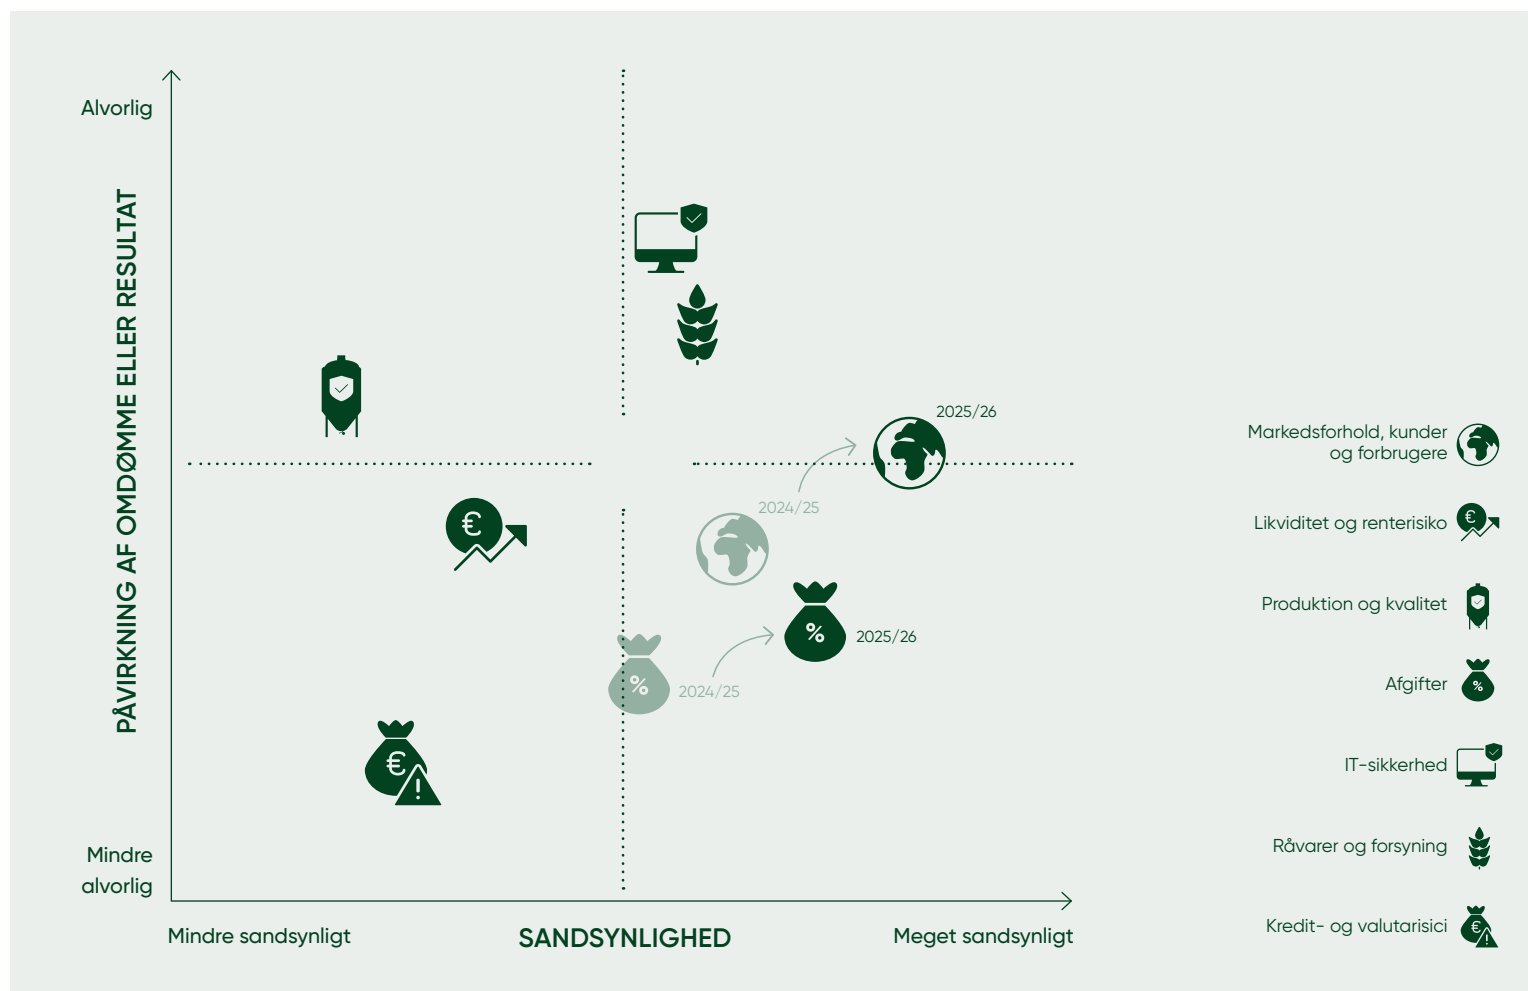 Alvorlig
PÅVIRKNING AF OMDØMME ELLER RESULTAT
Mindre
alvorlig
€
€
2024/25
2025/26
%
2024/25
%
2025/26
Mindre sandsynligt
SANDSYNLIGHED
Meget sandsynligt
Markedsforhold, kunder
og forbrugere
Likviditet og renterisiko
€
Produktion og kvalitet
Afgifter
%
IT-sikkerhed
Råvarer og forsyning
Kredit- og valutarisici
€